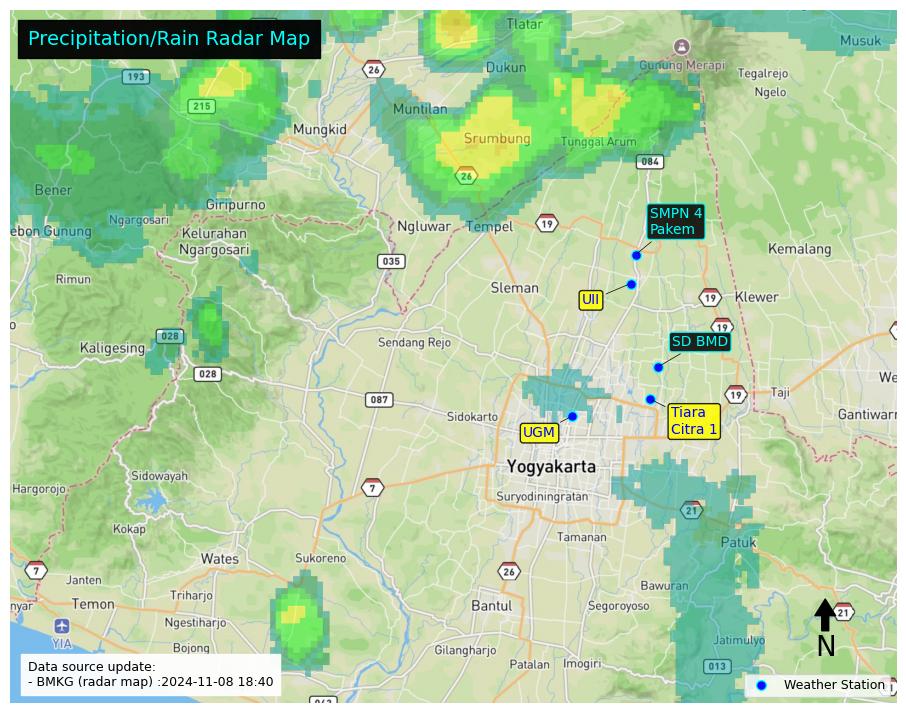 Precipitation/Rain Radar Map
Tlatar
Musuk
26
Dukun
Gunung Merapi
Tegalrejo
193
Ngelo
215
Muntilan
Mungkid
Srumbung
Tunggal Arum
084
26
Bener
Giripurno
SMPN 4
Pakem
Ngargosari
ebon Gunung
Kelurahan
Ngargosari
Ngluwar
Tempel
19
Kemalang
035
Rimun
Sleman
UII
19
Klewer
19
028
Kaligesing
Sendang Rejo
SD BMD
028
087
19
Taji
We
Sidokarto
Tiara
Citra 1
Gantiwarn
UGM
Yogyakarta
Sidowayah
Hargorojo
7
Suryodiningratan
21
Kokap
Tamanan
Patuk
Wates
Sukoreno
7
Janten
26
Bawuran
nyar
Temon
Triharjo
Bantul
Segoroyoso
21
Ngestiharjo
YIA
Bojong
Gilangharjo
Jatimulyo
N
Patalan
Imogiri
013
Data source update:
- BMKG (radar map) :2024-11-08 18:40
Weather Station